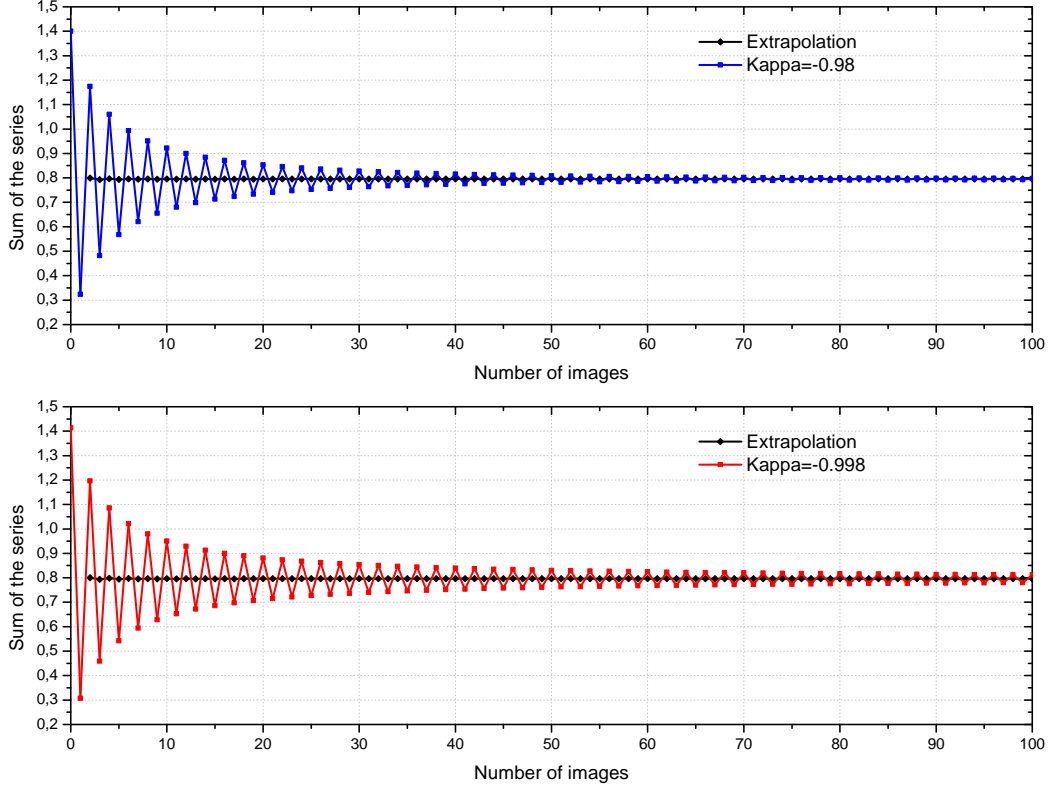 1,5
1,4
1,3
1,2
1,1
1,0
0,9
0,8
0,7
0,6
0,5
0,4
0,3
0,2
Sum of the series
Extrapolation
Kappa=-0.98
0 10 20 30 40 50 60 70 80 90 100
Number of images
1,5
1,4
1,3
1,2
1,1
1,0
0,9
0,8
0,7
0,6
0,5
0,4
0,3
0,2
Sum of the series
Extrapolation
Kappa=-0.998
0 10 20 30 40 50 60 70 80 90 100
Number of images